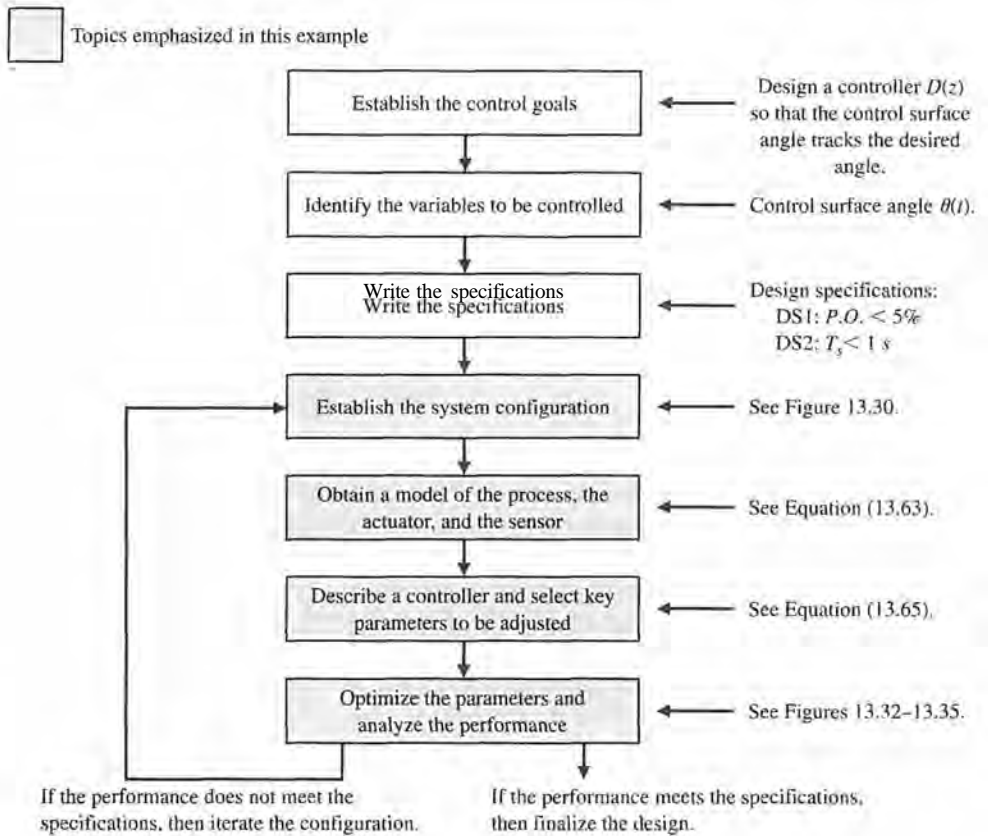 Topics emphasized in this example
Establish the control goals
Design a controller D(z)
so that the control surface
angle tracks the desired
angle.
Identify the variables to be controlled
Control surface angle θ(t).
Write the specifications
Write the specifications
Design specifications:
DS1: P.O. < 5%
DS2: Tₛ < 1 s
Establish the system configuration
See Figure 13.30.
Obtain a model of the process, the
actuator, and the sensor
See Equation (13.63).
Describe a controller and select key
parameters to be adjusted
See Equation (13.65).
Optimize the parameters and
analyze the performance
See Figures 13.32–13.35.
If the performance does not meet the
specifications, then iterate the configuration.
If the performance meets the specifications,
then finalize the design.